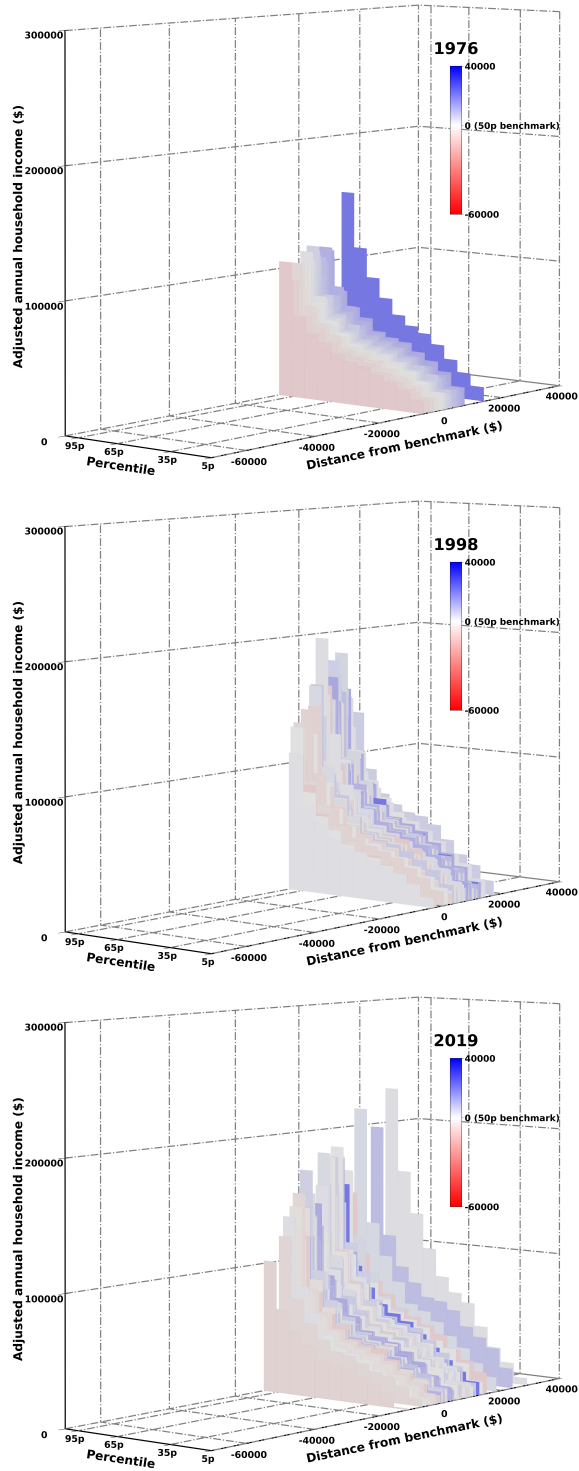 300000
1976
40000
0 (50p benchmark)
-60000
200000
100000
0
Adjusted annual household income ($)
95p
65p
35p
5p
Percentile
-60000
-40000
-20000
0
20000
40000
Distance from benchmark ($)
300000
1998
40000
0 (50p benchmark)
-60000
200000
100000
0
Adjusted annual household income ($)
95p
65p
35p
5p
Percentile
-60000
-40000
-20000
0
20000
40000
Distance from benchmark ($)
300000
2019
40000
0 (50p benchmark)
-60000
200000
100000
0
Adjusted annual household income ($)
95p
65p
35p
5p
Percentile
-60000
-40000
-20000
0
20000
40000
Distance from benchmark ($)